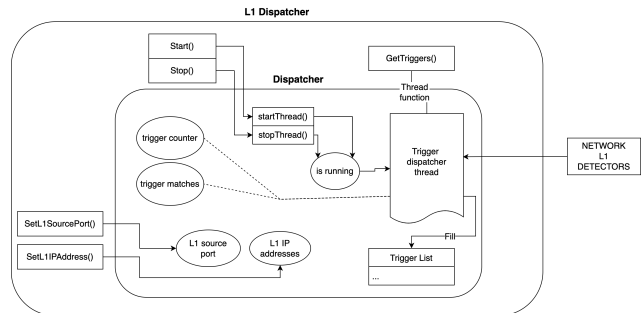 L1 Dispatcher
Start()
Stop()
GetTriggers()
Thread
function
Dispatcher
startThread()
stopThread()
trigger counter
trigger matches
is running
Trigger
dispatcher
thread
NETWORK
L1
DETECTORS
SetL1SourcePort()
SetL1IPAddress()
L1 source
port
L1 IP
addresses
Fill
Trigger List
...